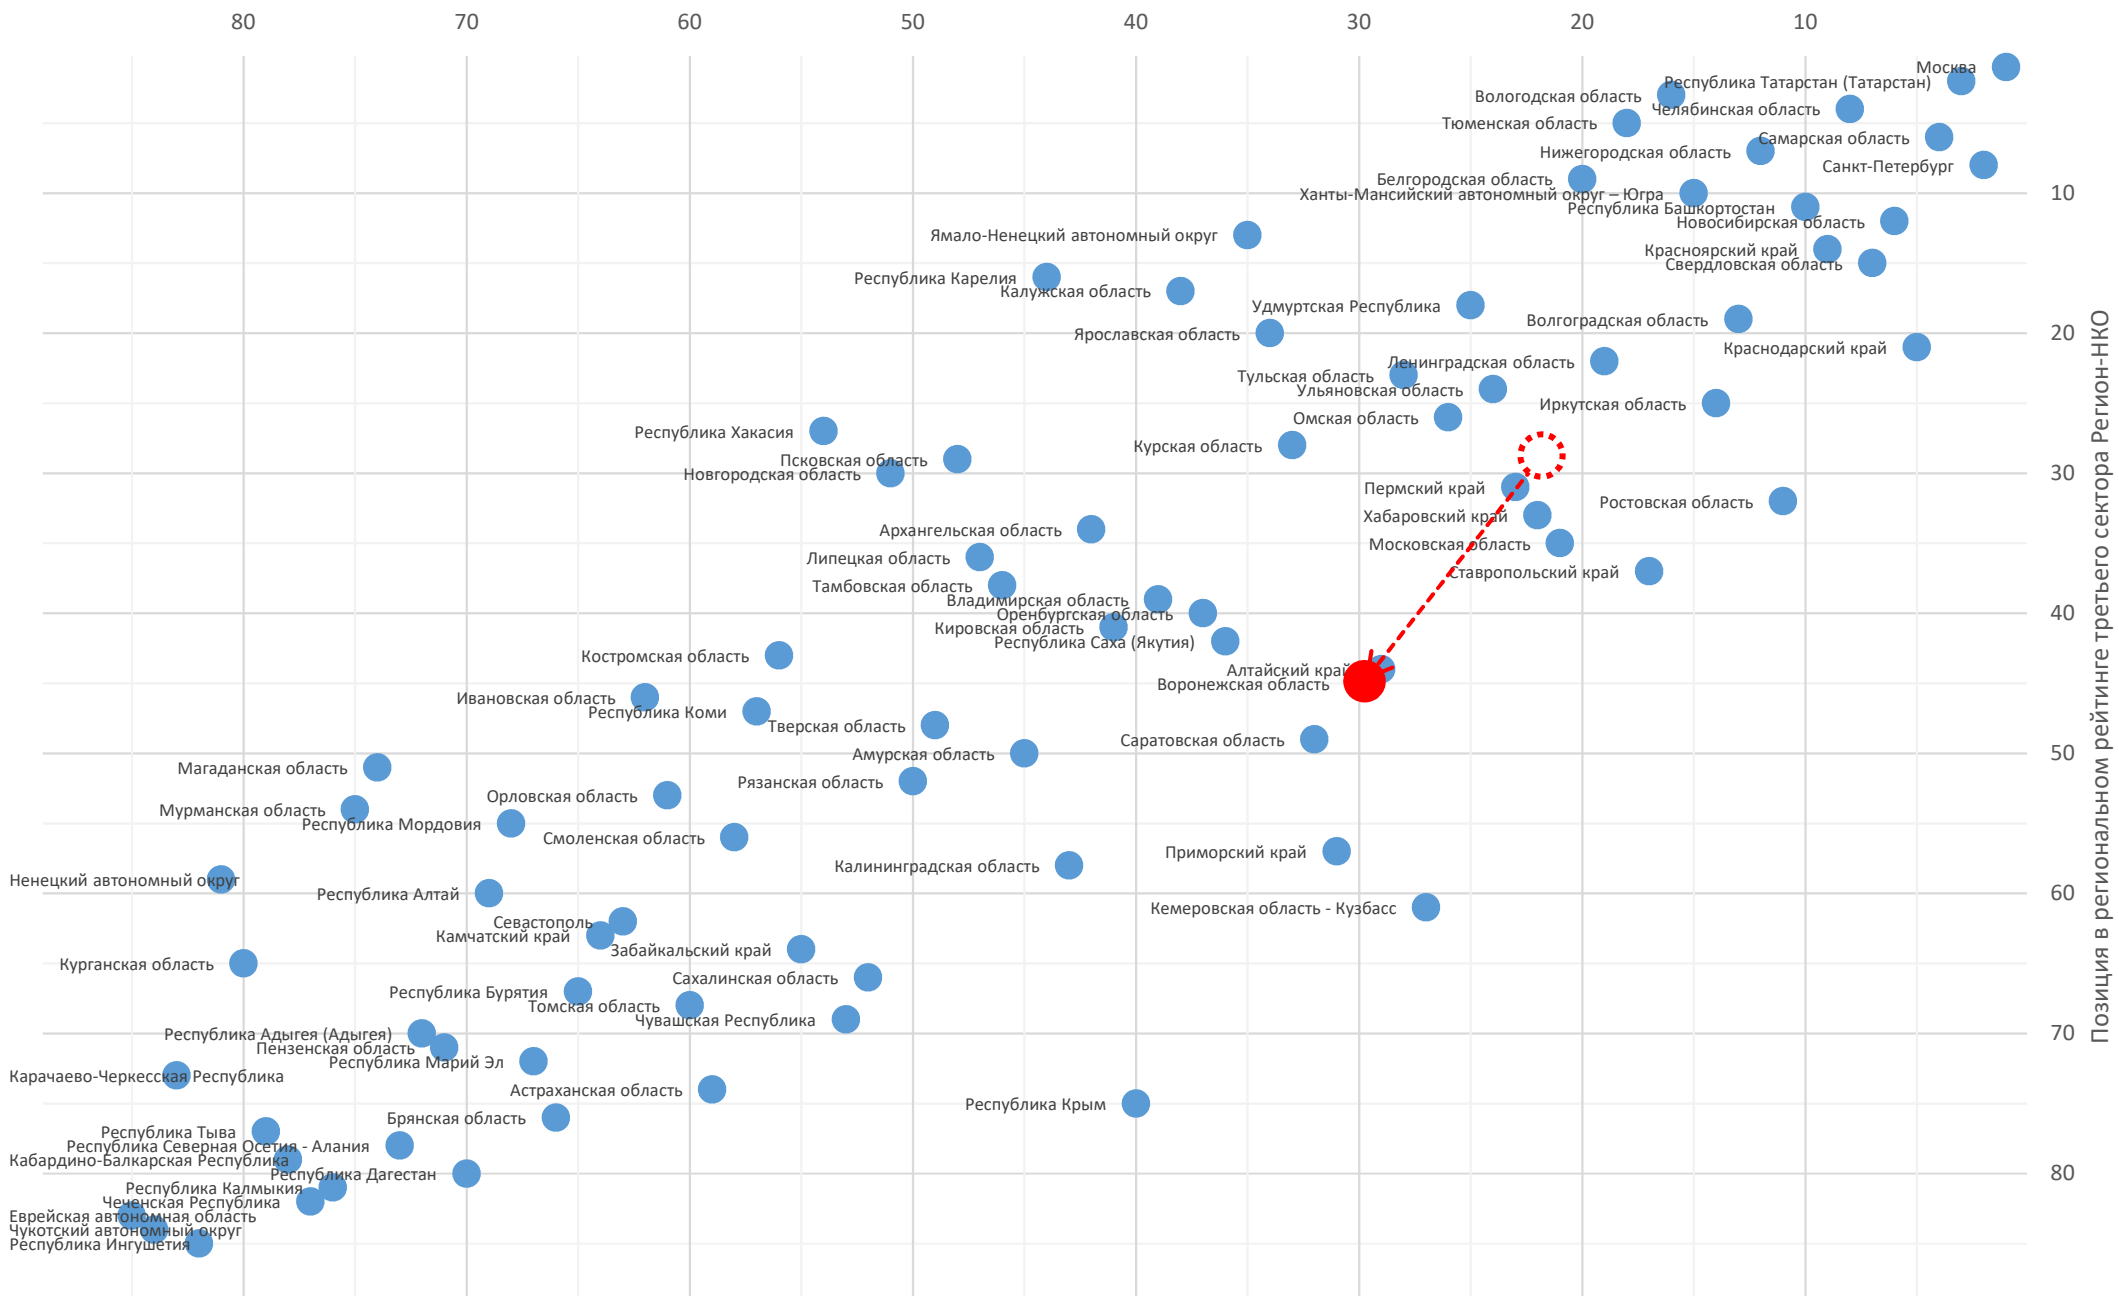 80 70 60 50 40 30 20 10
Москва
Республика Татарстан (Татарстан)
Вологодская область
Челябинская область
Тюменская область
Самарская область
Нижегородская область
Санкт-Петербург
Белгородская область
10
Ханты-Мансийский автономный округ – Югра
Республика Башкортостан
Новосибирская область
Ямало-Ненецкий автономный округ
Красноярский край
Свердловская область
Республика Карелия
Калужская область
Удмуртская Республика
Волгоградская область
20
Ярославская область
Краснодарский край
Ленинградская область
Тульская область
Ульяновская область
Иркутская область
Омская область
Республика Хакасия
Курская область
Псковская область
Новгородская область
30
Пермский край
Ростовская область
Хабаровский край
Архангельская область
Московская область
Липецкая область
Ставропольский край
Тамбовская область
Владимирская область
40
Оренбургская область
Кировская область
Республика Саха (Якутия)
Костромская область
Алтайский край
Воронежская область
Ивановская область
Республика Коми
Тверская область
Саратовская область
50
Амурская область
Магаданская область
Рязанская область
Орловская область
Мурманская область
Республика Мордовия
Смоленская область
Приморский край
Калининградская область
Ненецкий автономный округ
60
Республика Алтай
Кемеровская область - Кузбасс
Севастополь
Камчатский край
Забайкальский край
Курганская область
Сахалинская область
Республика Бурятия
Томская область
Чувашская Республика
70
Республика Адыгея (Адыгея)
Пензенская область
Республика Марий Эл
Карачаево-Черкесская Республика
Астраханская область
Республика Крым
Брянская область
Республика Тыва
Республика Северная Осетия - Алания
Кабардино-Балкарская Республика
80
Республика Дагестан
Республика Калмыкия
Чеченская Республика
Еврейская автономная область
Чукотский автономный округ
Республика Ингушетия
Позиция в региональном рейтинге третьего сектора Регион-НКО